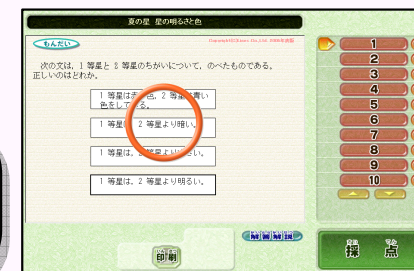 夏の星 星の明るさと色
もんだい
次の文は，1 等星と 2 等星のちがいについて，のべたものである。
正しいのはどれか。
1 等星は 色，2 等星は青い
色をして る。
1 等星 2 等星より暗い。
1 等星は， 等星より さい。
1 等星は，2 等星より明るい。
印刷
採点
1
2
3
4
5
6
7
8
9
10